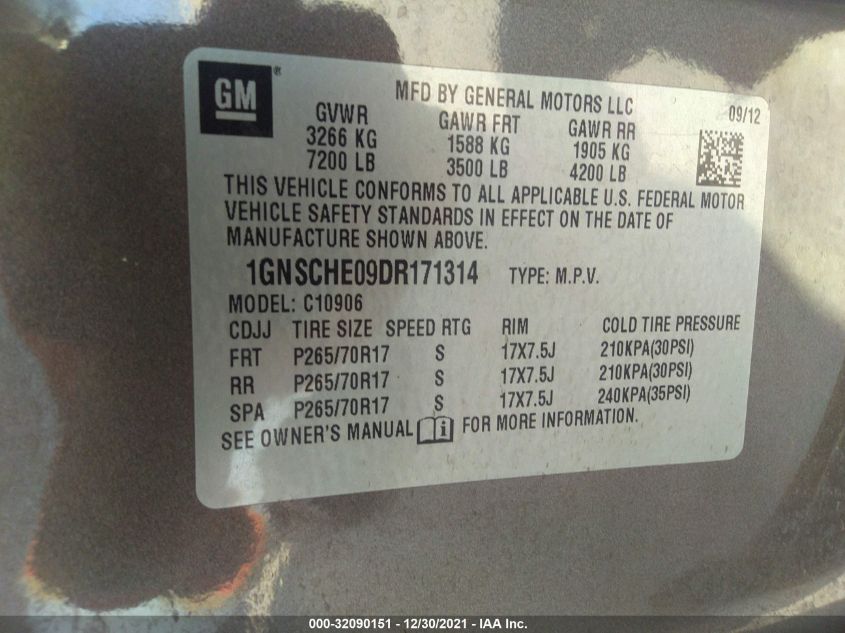 GM ®
MFD BY GENERAL MOTORS LLC
09/12
GVWR GAWR FRT GAWR RR
3266 KG 1588 KG 1905 KG
7200 LB 3500 LB 4200 LB
THIS VEHICLE CONFORMS TO ALL APPLICABLE U.S. FEDERAL MOTOR
VEHICLE SAFETY STANDARDS IN EFFECT ON THE DATE OF
MANUFACTURE SHOWN ABOVE.
1GNSCHE09DR171314 TYPE: M.P.V.
MODEL: C10906
CDJJ TIRE SIZE SPEED RTG RIM COLD TIRE PRESSURE
FRT P265/70R17 S 17X7.5J 210KPA(30PSI)
RR P265/70R17 S 17X7.5J 210KPA(30PSI)
SPA P265/70R17 S 17X7.5J 240KPA(35PSI)
SEE OWNER'S MANUAL FOR MORE INFORMATION.
000-32090151 - 12/30/2021 - IAA Inc.